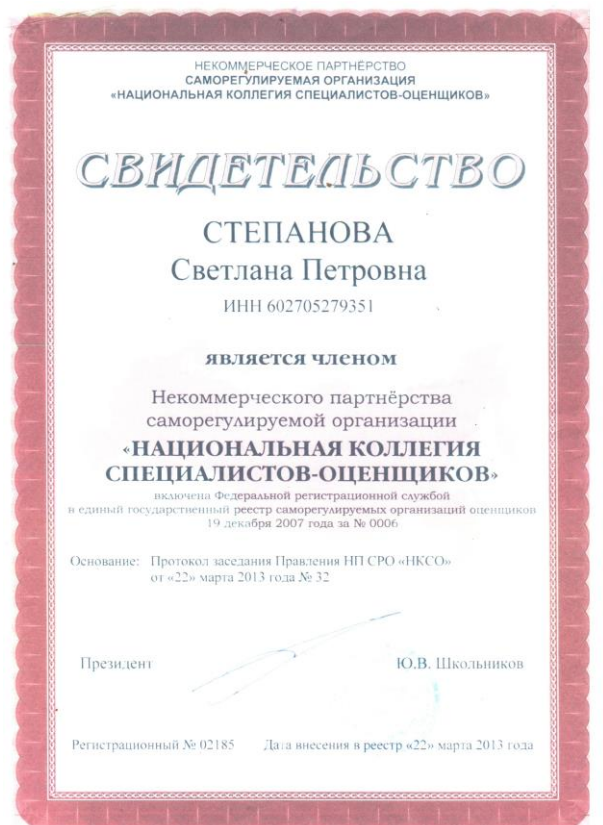 НЕКОММЕРЧЕСКОЕ ПАРТНЁРСТВО
САМОРЕГУЛИРУЕМАЯ ОРГАНИЗАЦИЯ
«НАЦИОНАЛЬНАЯ КОЛЛЕГИЯ СПЕЦИАЛИСТОВ-ОЦЕНЩИКОВ»
СВИДЕТЕЛЬСТВО
СТЕПАНОВА
Светлана Петровна
ИНН 602705279351
является членом
Некоммерческого партнёрства
саморегулируемой организации
«НАЦИОНАЛЬНАЯ КОЛЛЕГИЯ
СПЕЦИАЛИСТОВ-ОЦЕНЩИКОВ»
включена Федеральной регистрационной службой
в единый государственный реестр саморегулируемых организаций оценщиков
19 декабря 2007 года за № 0006
Основание: Протокол заседания Правления НП СРО «НКСО»
от «22» марта 2013 года № 32
Президент Ю.В. Школьников
Регистрационный № 02185 Дата внесения в реестр «22» марта 2013 года